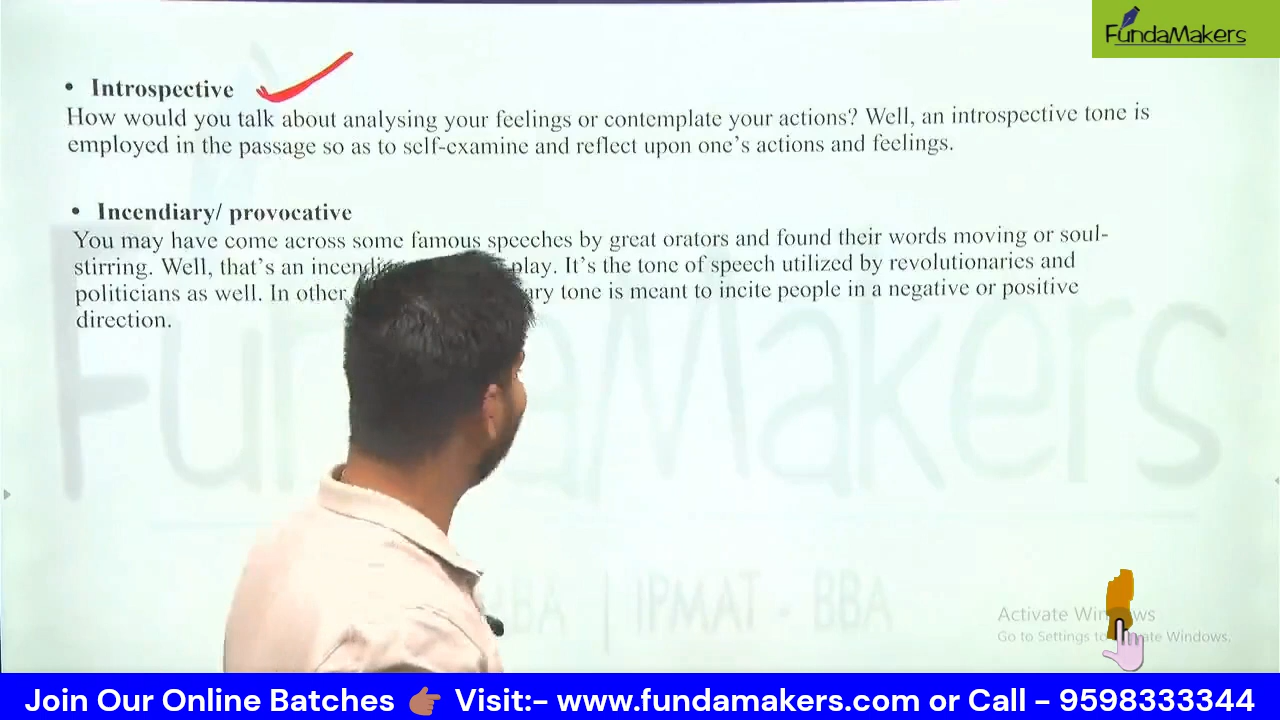 FundaMakers
• Introspective
How would you talk about analysing your feelings or contemplate your actions? Well, an introspective tone is
employed in the passage so as to self-examine and reflect upon one's actions and feelings.
• Incendiary/ provocative
You may have come across some famous speeches by great orators and found their words moving or soul-
stirring. Well, that's an play. It's the tone of speech utilized by revolutionaries and
politicians as well. In other tone is meant to incite people in a negative or positive
direction.
FundaMakers
| IPMAT - BBA
Activate Windows
Go to Settings to Activate Windows.
Join Our Online Batches 👉🏽 Visit:- www.fundamakers.com or Call - 9598333344